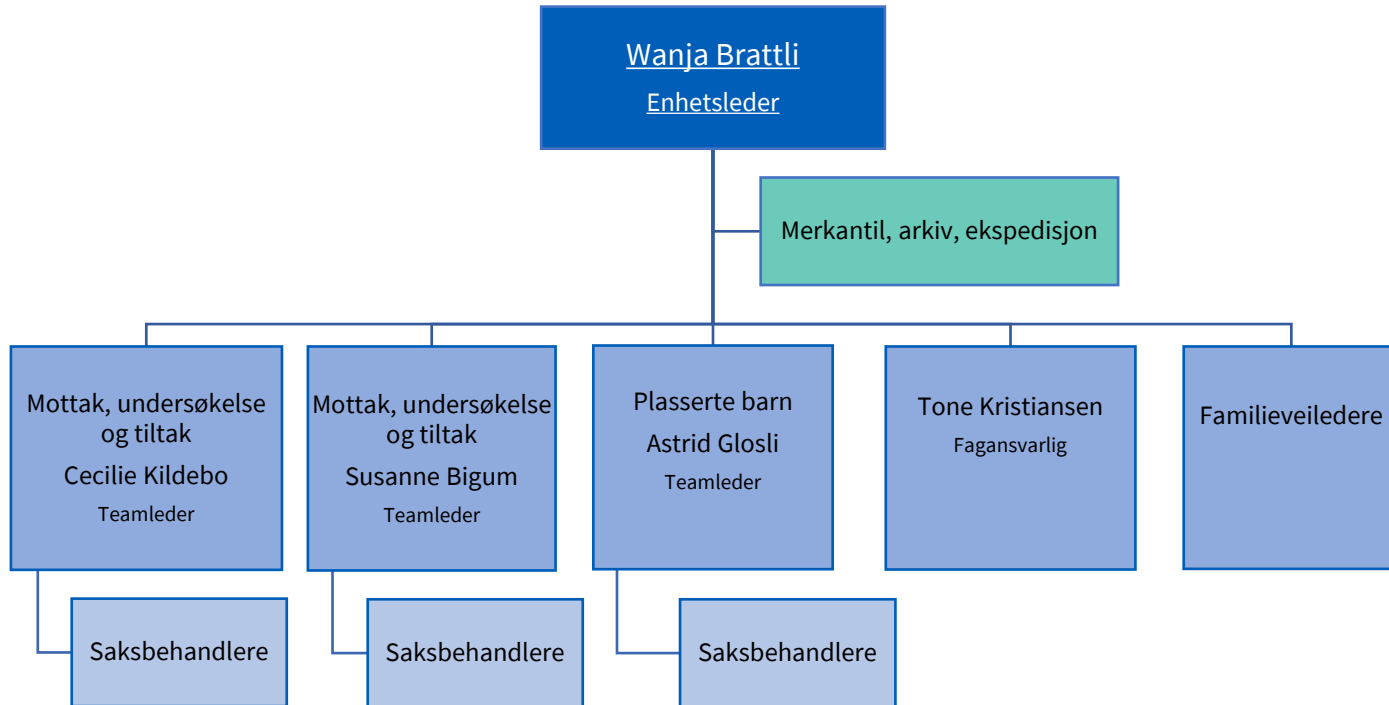 Wanja Brattli
Enhetsleder
Merkantil, arkiv, ekspedisjon
Mottak, undersøkelse
og tiltak
Cecilie Kildebo
Teamleder
Mottak, undersøkelse
og tiltak
Susanne Bigum
Teamleder
Plasserte barn
Astrid Glosli
Teamleder
Tone Kristiansen
Fagansvarlig
Familieveiledere
Saksbehandlere
Saksbehandlere
Saksbehandlere